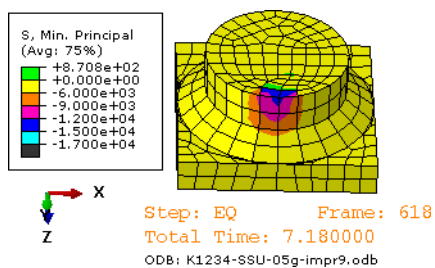 S, Min. Principal
(Avg: 75%)
+8.708e+02
+0.000e+00
-6.000e+03
-9.000e+03
-1.200e+04
-1.500e+04
-1.700e+04
X
Z
Step: EQ Frame: 618
Total Time: 7.180000
ODB: K1234-SSU-05g-impr9.odb